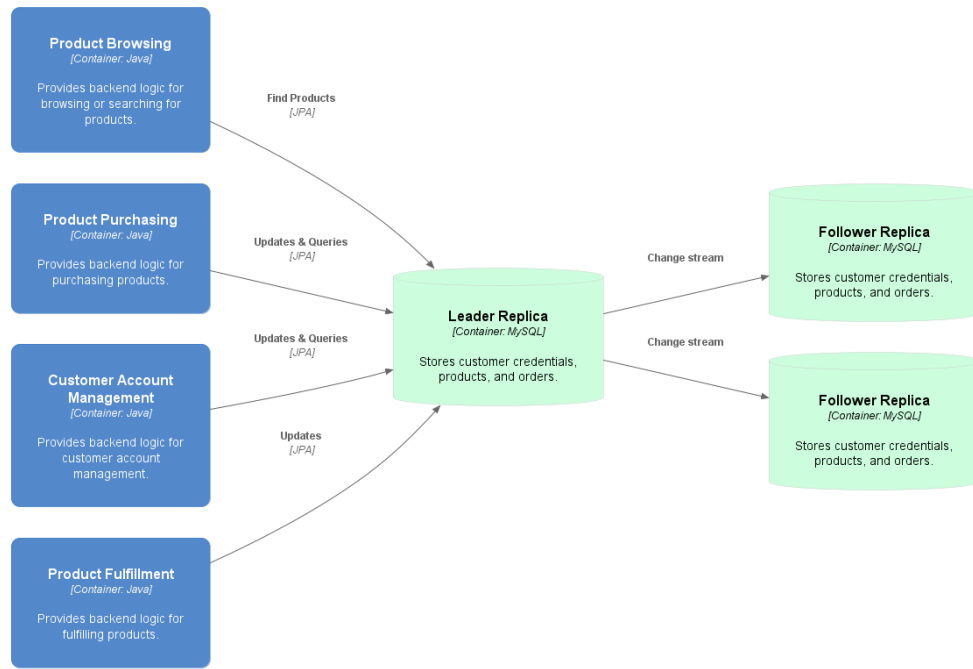 Product Browsing
[Container: Java]
Provides backend logic for
browsing or searching for
products.
Find Products
[JPA]
Product Purchasing
[Container: Java]
Provides backend logic for
purchasing products.
Updates & Queries
[JPA]
Customer Account
Management
[Container: Java]
Provides backend logic for
customer account
management.
Updates & Queries
[JPA]
Product Fulfillment
[Container: Java]
Provides backend logic for
fulfilling products.
Updates
[JPA]
Leader Replica
[Container: MySQL]
Stores customer credentials,
products, and orders.
Change stream
Follower Replica
[Container: MySQL]
Stores customer credentials,
products, and orders.
Change stream
Follower Replica
[Container: MySQL]
Stores customer credentials,
products, and orders.